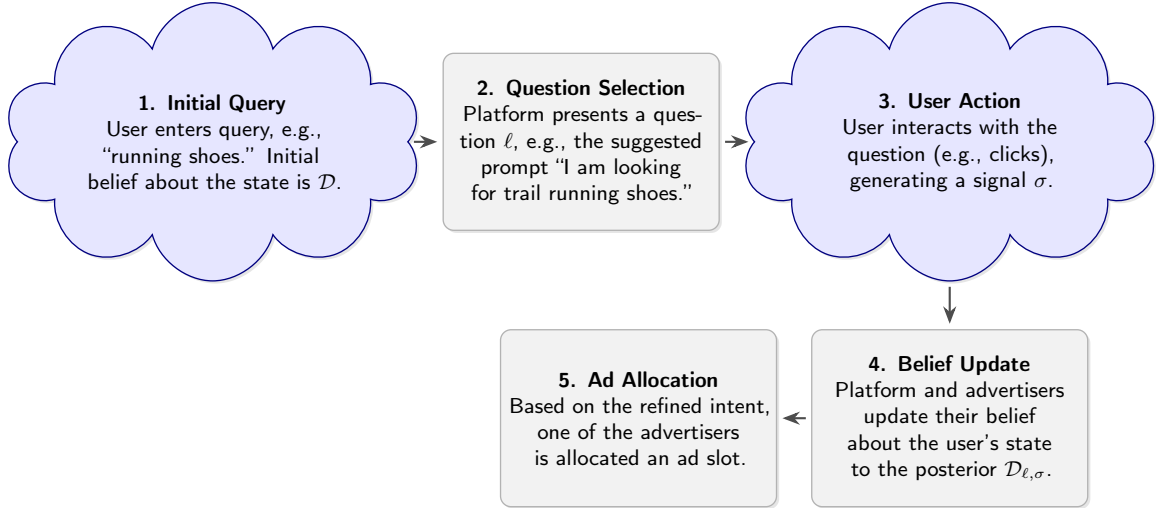 1. Initial Query
User enters query, e.g.,
“running shoes.” Initial
belief about the state is 𝒟.
2. Question Selection
Platform presents a ques-
tion ℓ, e.g., the suggested
prompt “I am looking
for trail running shoes.”
3. User Action
User interacts with the
question (e.g., clicks),
generating a signal σ.
4. Belief Update
Platform and advertisers
update their belief
about the user’s state
to the posterior 𝒟ℓ,σ.
5. Ad Allocation
Based on the refined intent,
one of the advertisers
is allocated an ad slot.